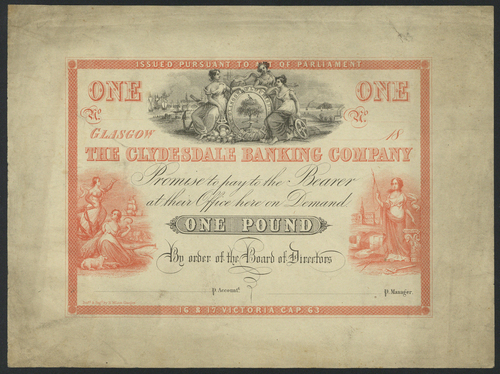 ISSUED PURSUANT TO ACT OF PARLIAMENT
ONE ONE
No. No.
GLASGOW 18
THE CLYDESDALE BANKING COMPANY
Promise to pay to the Bearer
at their Office here on Demand
ONE POUND
By order of the Board of Directors
p. Accountt. p. Manager.
16 & 17 VICTORIA CAP. 63